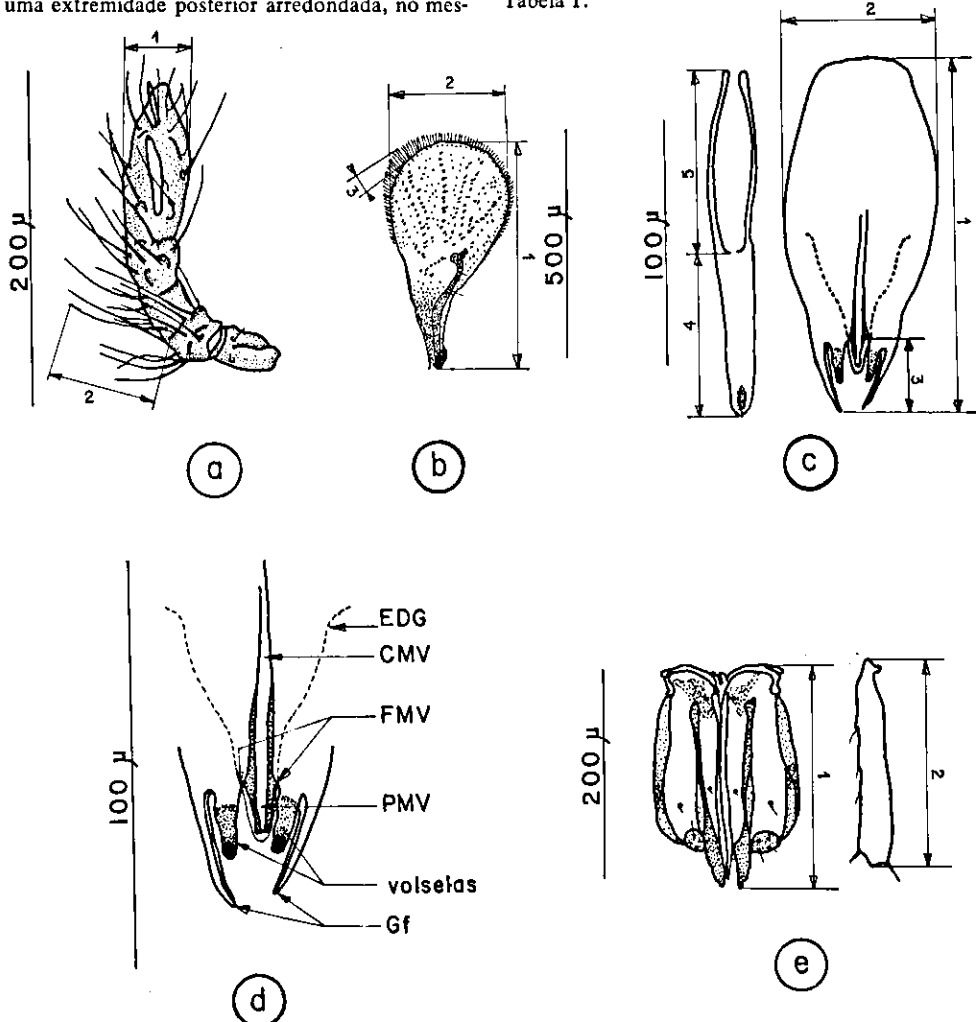 uma extremidade posterior arredondada, no mes-
Tabela 1.
1
200 µ
2
a
2
3
1
500 µ
b
5
4
100 µ
2
1
3
c
100 µ
EDG
CMV
FMV
PMV
volsetas
Gf
d
200 µ
1
2
e